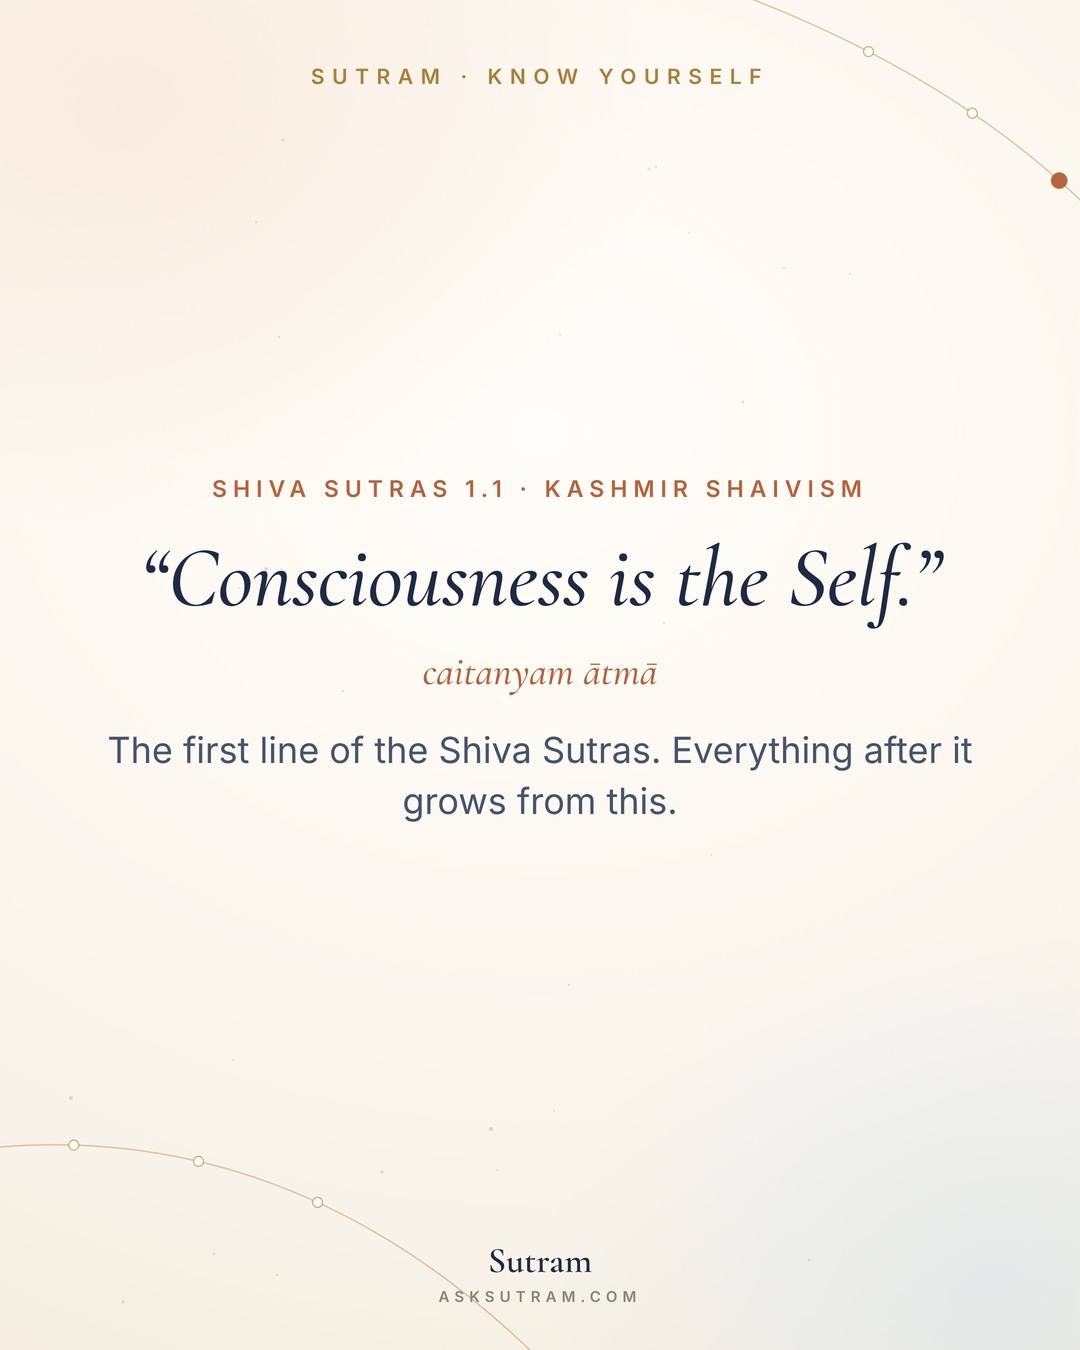 SUTRAM · KNOW YOURSELF
SHIVA SUTRAS 1.1 · KASHMIR SHAIVISM
“Consciousness is the Self.”
caitanyam ātmā
The first line of the Shiva Sutras. Everything after it
grows from this.
Sutram
ASKSUTRAM.COM